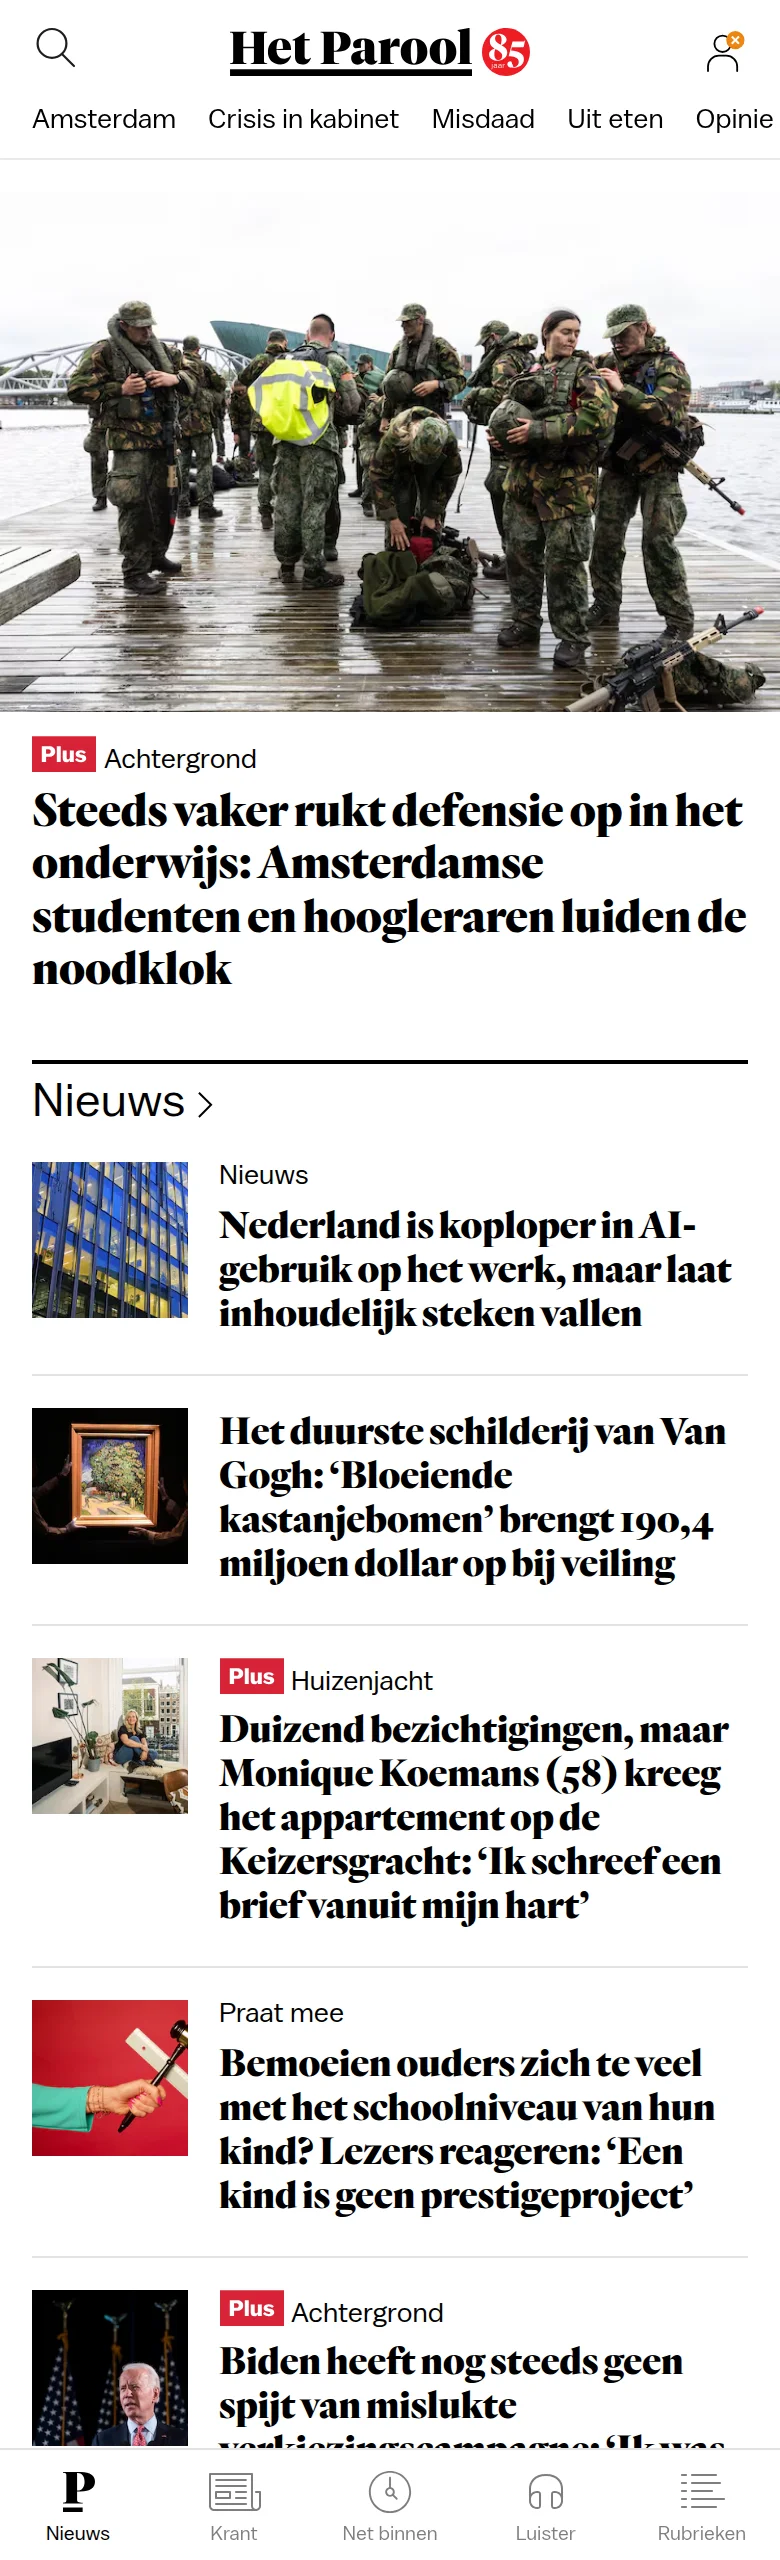 Het Parool 85 jaar
Amsterdam Crisis in kabinet Misdaad Uit eten Opinie
Plus Achtergrond
Steeds vaker rukt defensie op in het
onderwijs: Amsterdamse
studenten en hoogleraren luiden de
noodklok
Nieuws
Nieuws
Nederland is koploper in AI-
gebruik op het werk, maar laat
inhoudelijk steken vallen
Het duurste schilderij van Van
Gogh: ‘Bloeiende
kastanjebomen’ brengt 190,4
miljoen dollar op bij veiling
Plus Huizenjacht
Duizend bezichtigingen, maar
Monique Koemans (58) kreeg
het appartement op de
Keizersgracht: ‘Ik schreef een
brief vanuit mijn hart’
Praat mee
Bemoeien ouders zich te veel
met het schoolniveau van hun
kind? Lezers reageren: ‘Een
kind is geen prestigeproject’
Plus Achtergrond
Biden heeft nog steeds geen
spijt van mislukte
verkiezingscampagne: ‘Ik was
P
Nieuws Krant Net binnen Luister Rubrieken